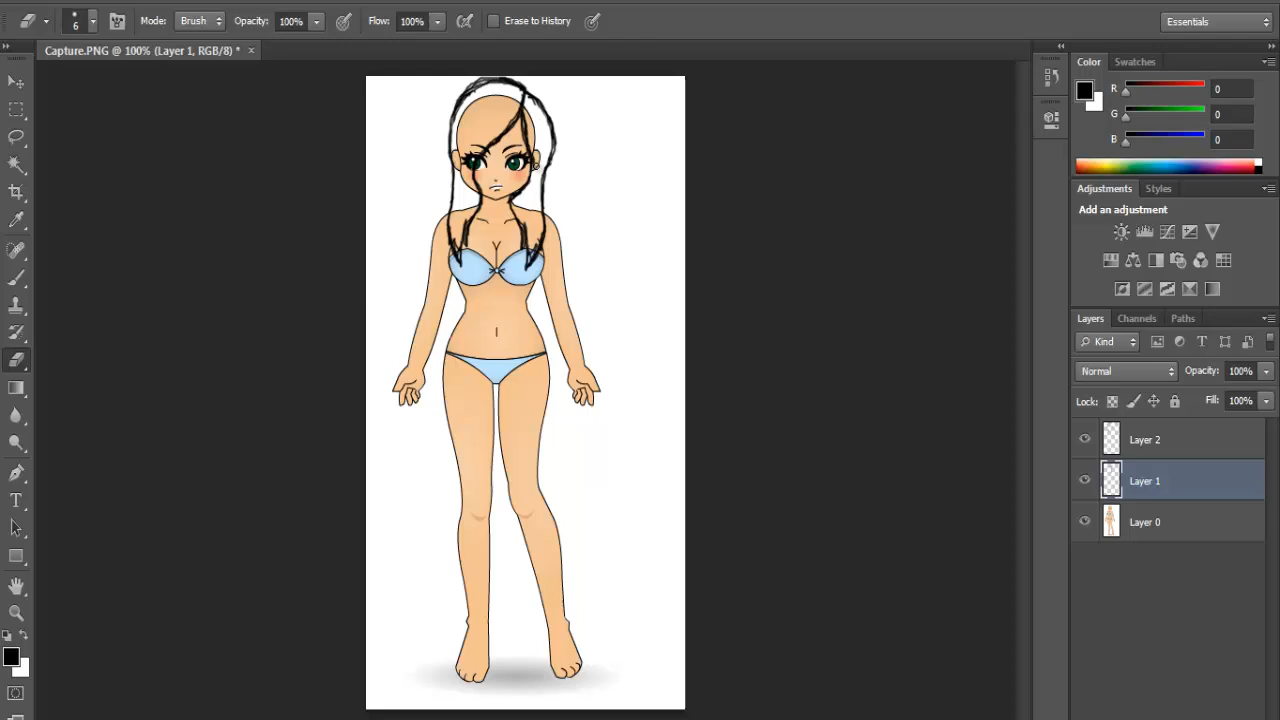 6 Mode: Brush Opacity: 100% Flow: 100% Erase to History Essentials
Capture.PNG @ 100% (Layer 1, RGB/8) * ×
Color Swatches
R 0
G 0
B 0
Adjustments Styles
Add an adjustment
Layers Channels Paths
Kind
Normal Opacity: 100%
Lock: Fill: 100%
Layer 2
Layer 1
Layer 0